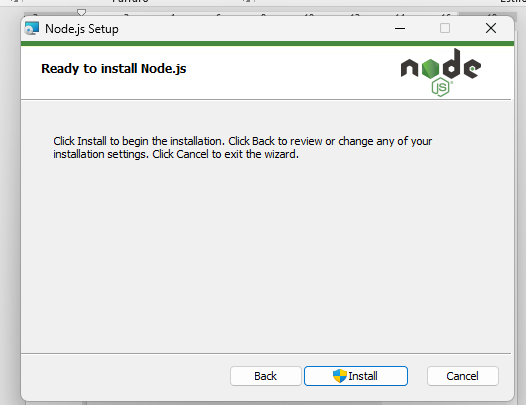 Node.js Setup
Ready to install Node.js
node
JS
Click Install to begin the installation. Click Back to review or change any of your
installation settings. Click Cancel to exit the wizard.
Back
Install
Cancel